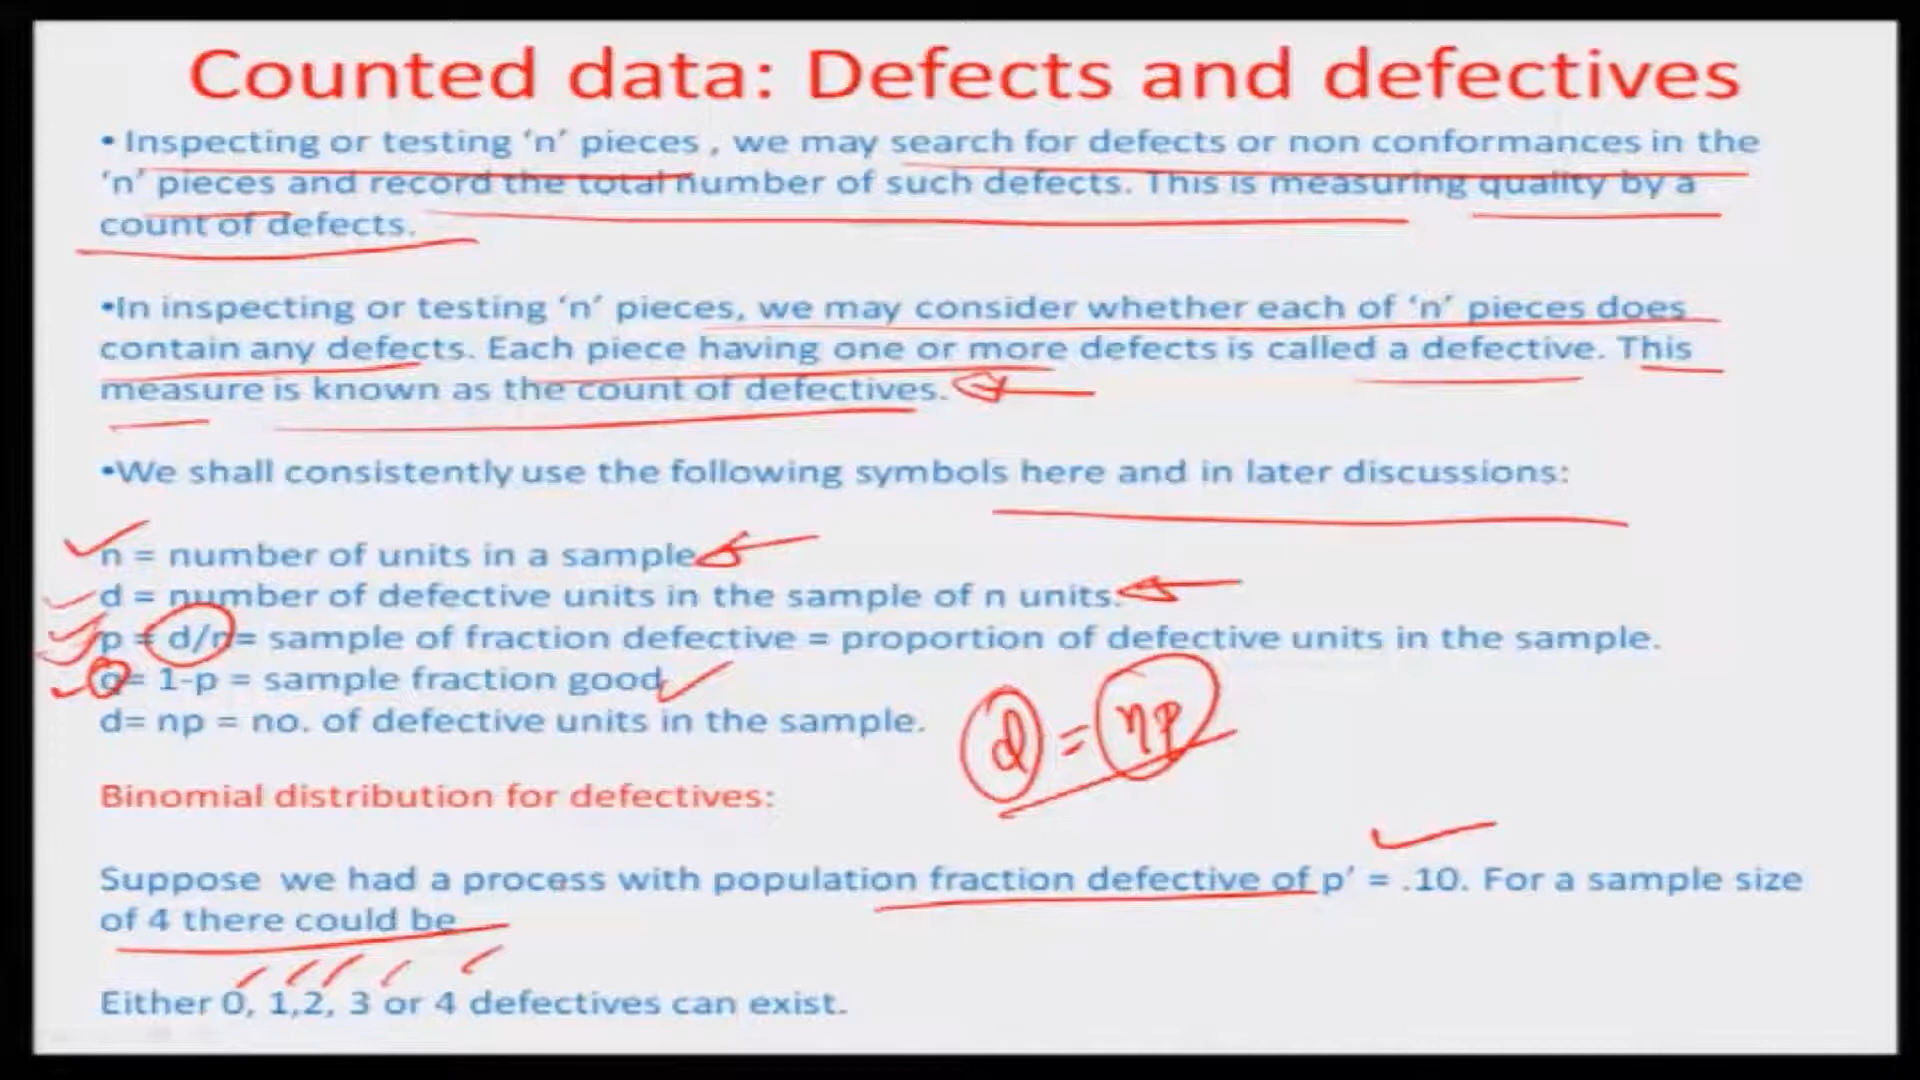 Counted data: Defects and defectives
• Inspecting or testing ‘n’ pieces , we may search for defects or non conformances in the
‘n’ pieces and record the total number of such defects. This is measuring quality by a
count of defects.
•In inspecting or testing ‘n’ pieces, we may consider whether each of ‘n’ pieces does
contain any defects. Each piece having one or more defects is called a defective. This
measure is known as the count of defectives.
•We shall consistently use the following symbols here and in later discussions:
n = number of units in a sample
d = number of defective units in the sample of n units.
p = d/n= sample of fraction defective = proportion of defective units in the sample.
q= 1-p = sample fraction good
d= np = no. of defective units in the sample.
d = np
Binomial distribution for defectives:
Suppose we had a process with population fraction defective of p’ = .10. For a sample size
of 4 there could be
Either 0, 1,2, 3 or 4 defectives can exist.